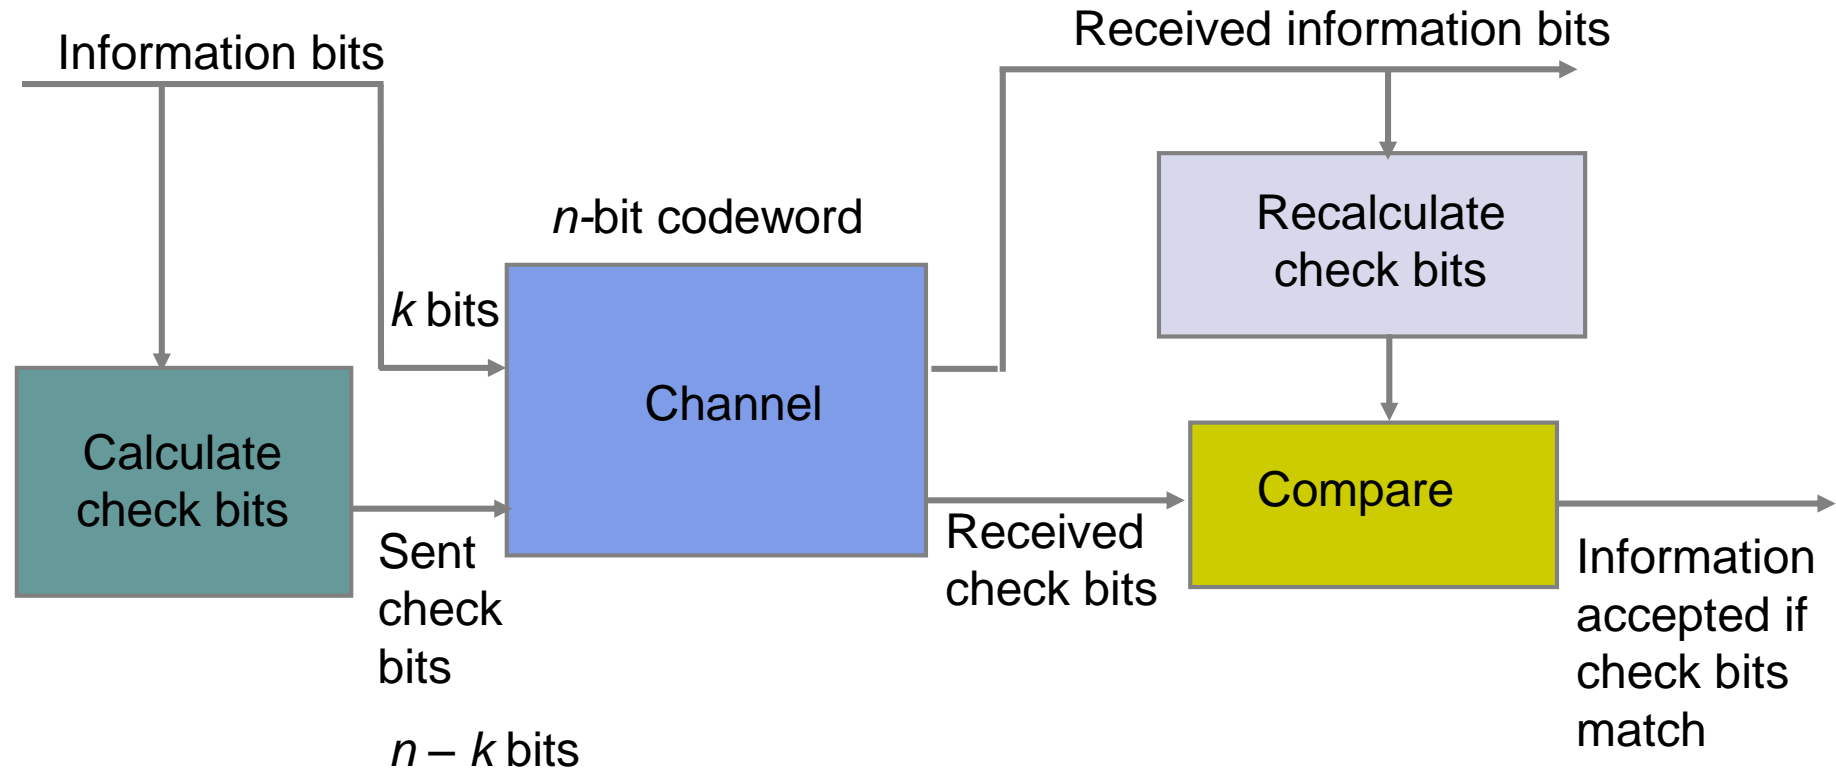 Information bits
Received information bits
Recalculate
check bits
n-bit codeword
k bits
Channel
Calculate
check bits
Compare
Sent
check
bits
n – k bits
Received
check bits
Information
accepted if
check bits
match